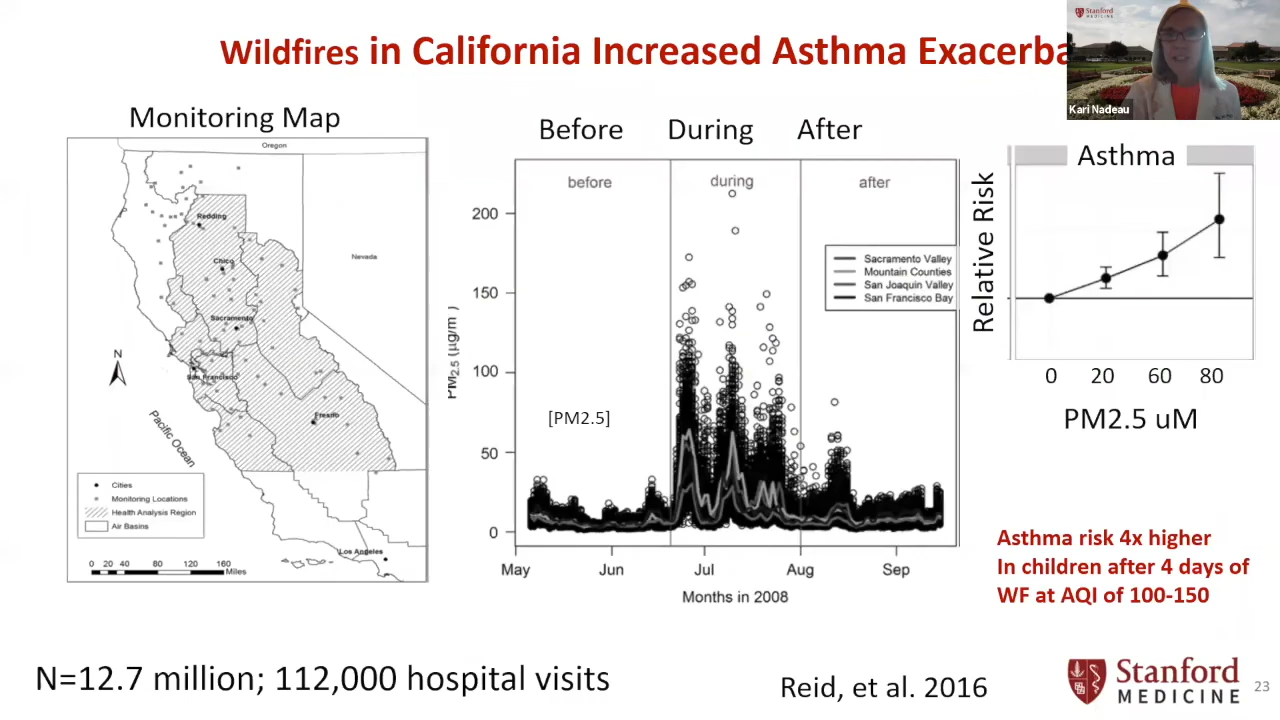 Wildfires in California Increased Asthma Exacerba
Stanford
MEDICINE
Kari Nadeau
Monitoring Map
Oregon
Redding
Chico
Nevada
Sacramento
San Francisco
Fresno
Pacific Ocean
N
Cities
Monitoring Locations
Health Analysis Region
Air Basins
Los Angeles
0 20 40 80 120 160
Miles
Before During After
before during after
200
150
100
50
0
PM2.5 (µg/m )
[PM2.5]
Sacramento Valley
Mountain Counties
San Joaquin Valley
San Francisco Bay
May Jun Jul Aug Sep
Months in 2008
Asthma
Relative Risk
0 20 60 80
PM2.5 uM
Asthma risk 4x higher
In children after 4 days of
WF at AQI of 100-150
N=12.7 million; 112,000 hospital visits
Reid, et al. 2016
Stanford
MEDICINE
23